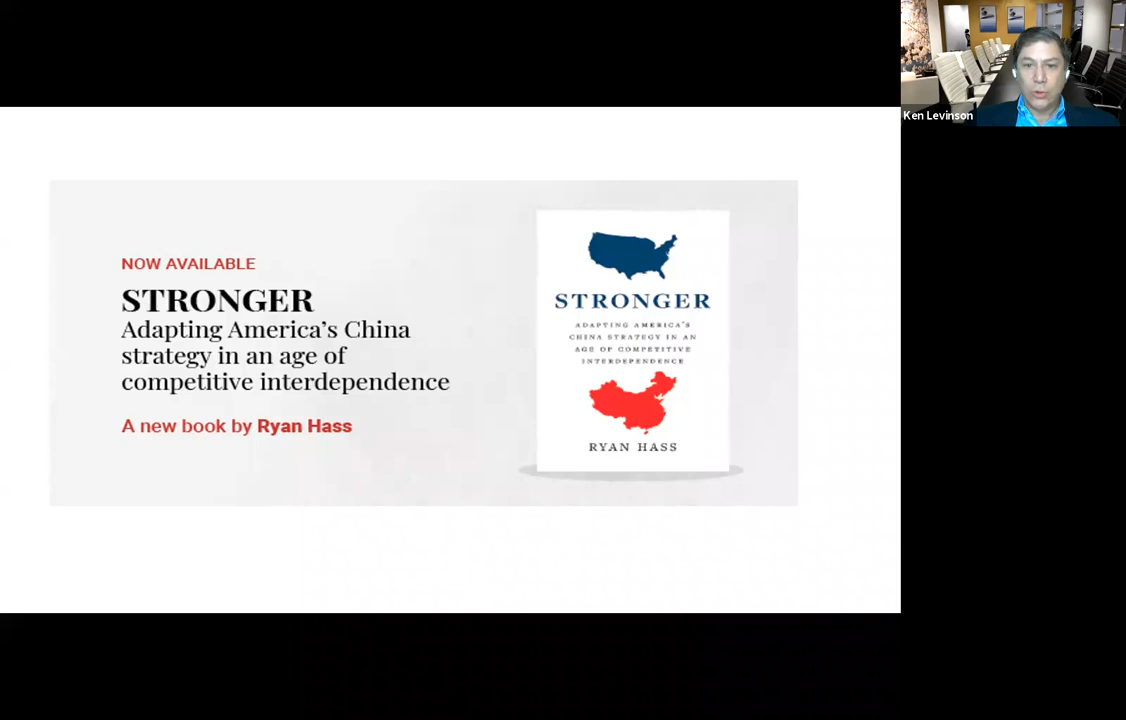 Ken Levinson
NOW AVAILABLE
STRONGER
Adapting America's China
strategy in an age of
competitive interdependence
A new book by Ryan Hass
STRONGER
ADAPTING AMERICA'S
CHINA STRATEGY IN AN
AGE OF COMPETITIVE
INTERDEPENDENCE
RYAN HASS